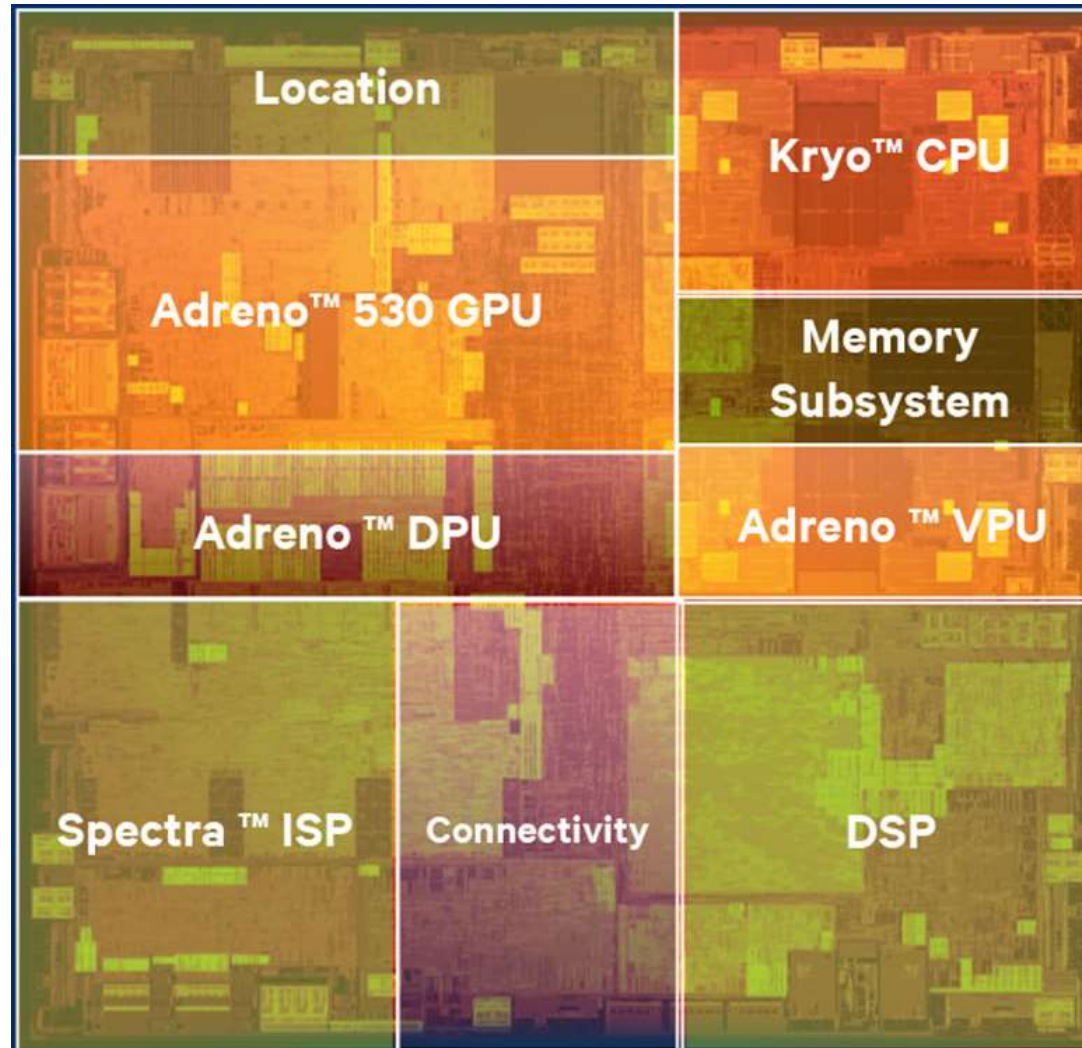 Location
Kryo™ CPU
Adreno™ 530 GPU
Memory
Subsystem
Adreno ™ DPU
Adreno ™ VPU
Spectra ™ ISP
Connectivity
DSP